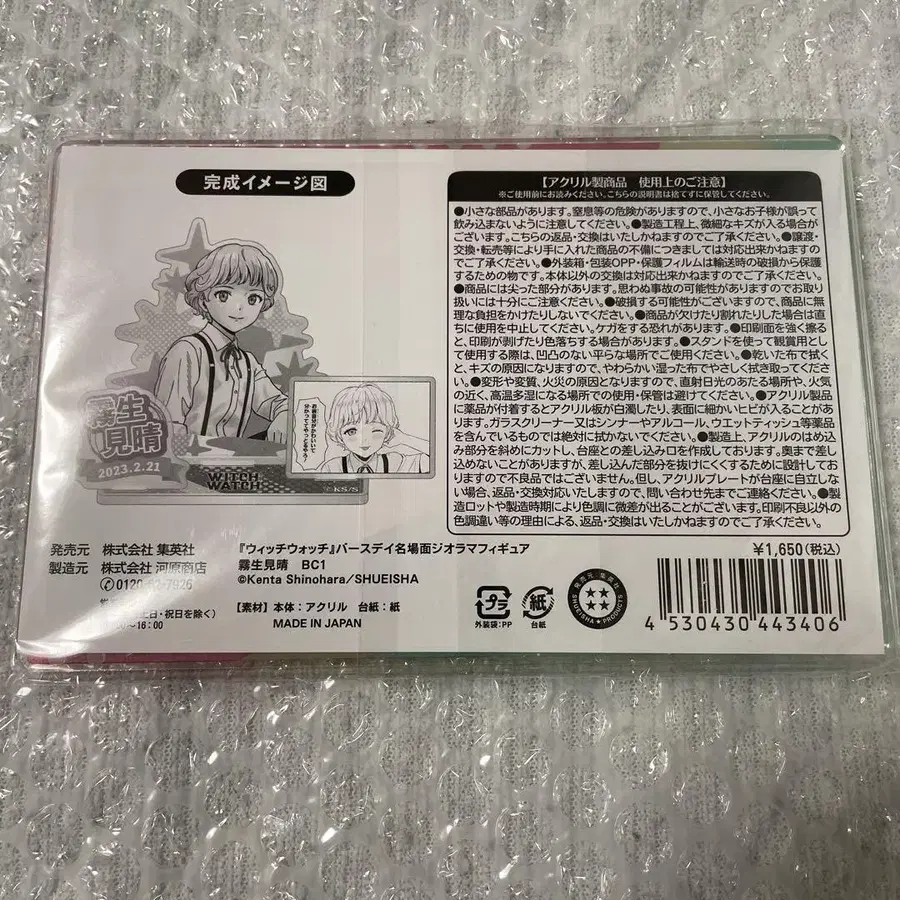 完成イメージ図
霧生
見晴
2023.2.21
WITCH
WATCH
©KS/S
お前自分がかわいいて
分かっててやっとるやろ!
【アクリル製商品 使用上のご注意】
※ご使用前にお読みください。こちらの説明書は捨てずに保管してください。
●小さな部品があります。窒息等の危険がありますので、小さなお子様が誤って
飲み込まないように注意してください。●製造工程上、微細なキズが入る場合が
ございます。こちらの返品・交換はいたしかねますのでご了承ください。●譲渡・
交換・転売等により手に入れた商品の不備につきましては対応出来かねますの
でご了承ください。●外装箱・包装OPP・保護フィルムは輸送時の破損から保護
するための物です。本体以外の交換は対応出来かねますのでご了承ください。
●商品には尖った部分があります。思わぬ事故の可能性がありますのでお取り
扱いには十分にご注意ください。●破損する可能性がございますので、商品に無
理な負担をかけたりしないでください。●商品が欠けたり割れたりした場合は直
ちに使用を中止してください。ケガをする恐れがあります。●印刷面を強く擦る
と、印刷が剥げたり色落ちする場合があります。●スタンドを使って観賞用とし
て使用する際は、凹凸のない平らな場所でご使用ください。●乾いた布で拭く
と、キズの原因になりますので、やわらかい湿った布でやさしく拭き取ってくださ
い。●変形や変質、火災の原因となりますので、直射日光のあたる場所や、火気
の近く、高温多湿になる場所での使用・保管は避けてください。●アクリル製品
に薬品が付着するとアクリル板が白濁したり、表面に細かいヒビが入ることがあ
ります。ガラスクリーナー又はシンナーやアルコール、ウエットティッシュ等薬品
を含んでいるものでは絶対に拭かないでください。●製造上、アクリルのはめ込
み部分を斜めにカットし、台座との差し込み口を作成しております。奥まで差し
込めないことがありますが、差し込んだ部分を抜けにくくするために設計してお
りますので不良品ではございません。但し、アクリルプレートが台座に自立しな
い場合、返品・交換対応いたしますので、問い合わせ先までご連絡ください。●製
造ロットや製造時期により色調に微差が出ることがございます。印刷不良以外の
色調違い等の理由による、返品・交換はいたしかねますのでご了承ください。
発売元 株式会社 集英社
製造元 株式会社 河原商店
日・祝日を除く)
16:00
『ウィッチウォッチ』バースデイ名場面ジオラマフィギュア
霧生見晴 BC1
©Kenta Shinohara/SHUEISHA
【素材】本体:アクリル 台紙:紙
MADE IN JAPAN
¥1,650(税込)
プラ
外装袋:PP
紙
台紙
発売元 集英社
SHUEISHA PRODUCTS
4 530430 443406